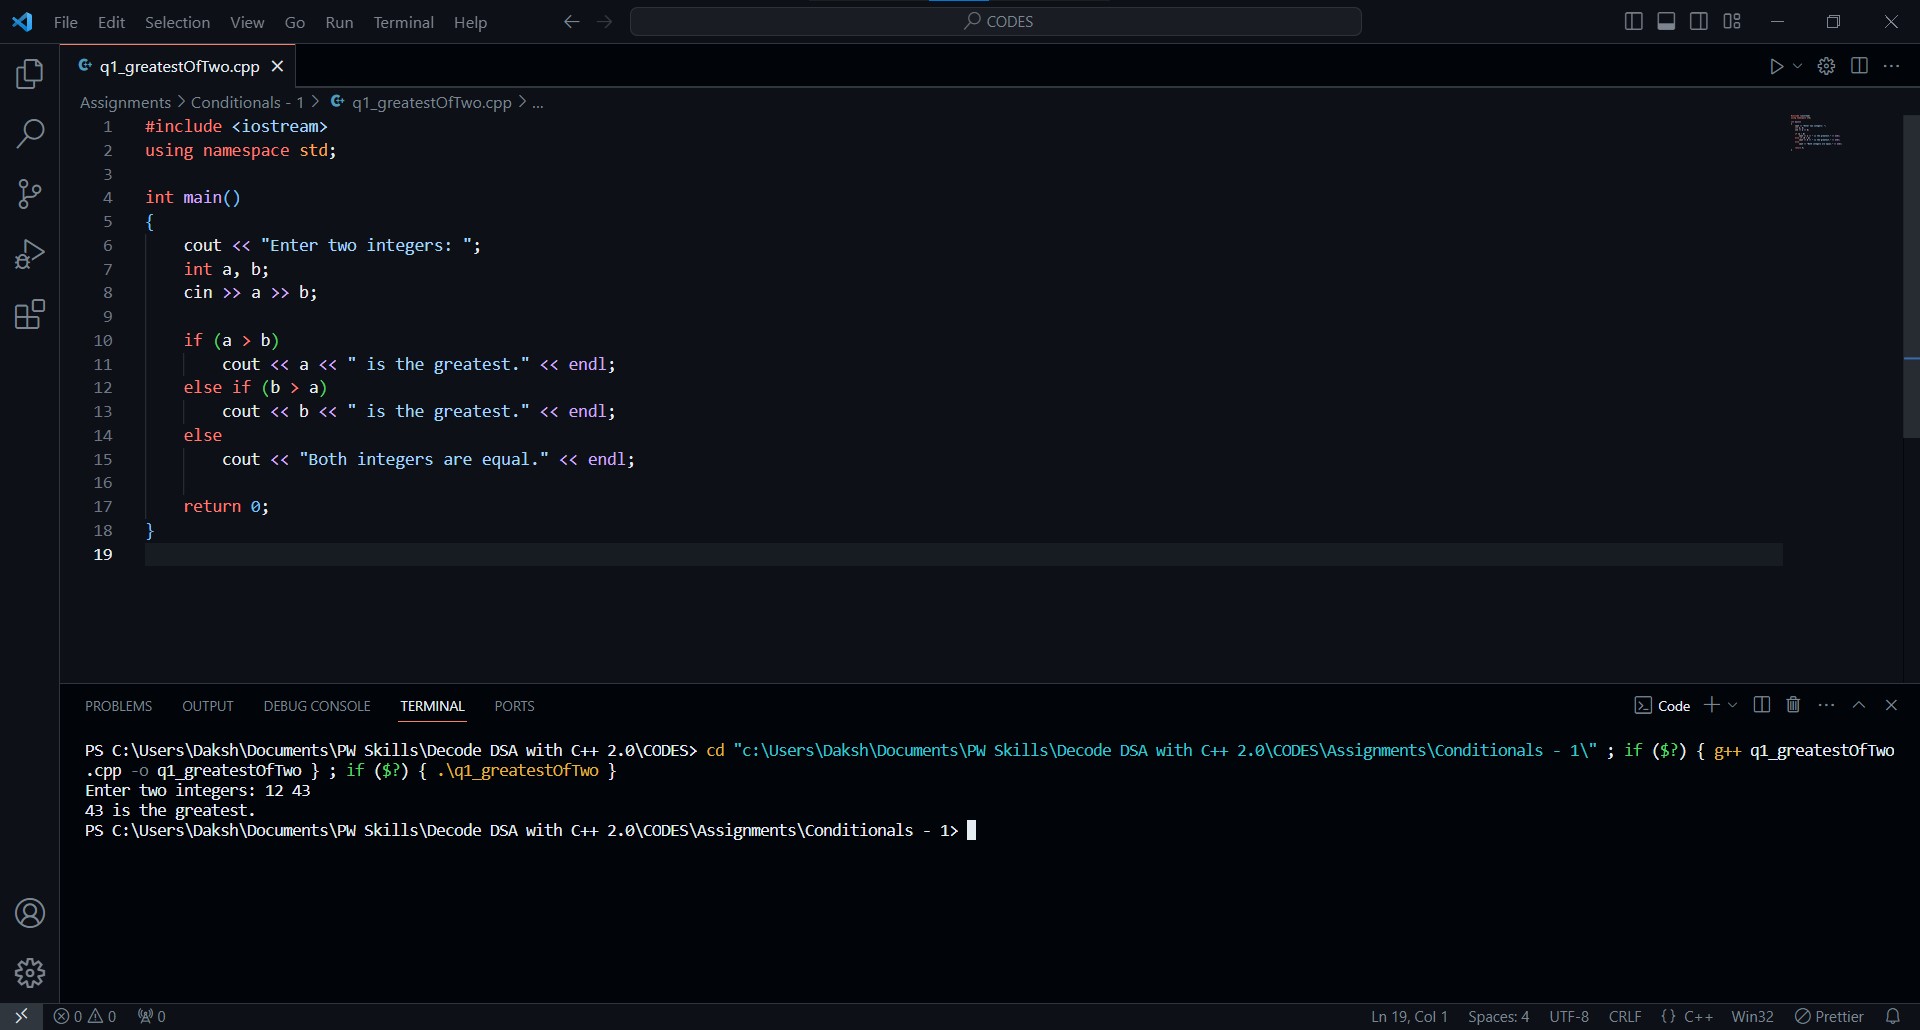 File Edit Selection View Go Run Terminal Help CODES
q1_greatestOfTwo.cpp
Assignments > Conditionals - 1 > q1_greatestOfTwo.cpp > ...
1 #include <iostream>
2 using namespace std;
3
4 int main()
5 {
6 cout << "Enter two integers: ";
7 int a, b;
8 cin >> a >> b;
9
10 if (a > b)
11 cout << a << " is the greatest." << endl;
12 else if (b > a)
13 cout << b << " is the greatest." << endl;
14 else
15 cout << "Both integers are equal." << endl;
16
17 return 0;
18 }
19
PROBLEMS OUTPUT DEBUG CONSOLE TERMINAL PORTS Code
PS C:\Users\Daksh\Documents\PW Skills\Decode DSA with C++ 2.0\CODES> cd "c:\Users\Daksh\Documents\PW Skills\Decode DSA with C++ 2.0\CODES\Assignments\Conditionals - 1\" ; if ($?) { g++ q1_greatestOfTwo
.cpp -o q1_greatestOfTwo } ; if ($?) { .\q1_greatestOfTwo }
Enter two integers: 12 43
43 is the greatest.
PS C:\Users\Daksh\Documents\PW Skills\Decode DSA with C++ 2.0\CODES\Assignments\Conditionals - 1>
0 0 0 Ln 19, Col 1 Spaces: 4 UTF-8 CRLF {} C++ Win32 Prettier